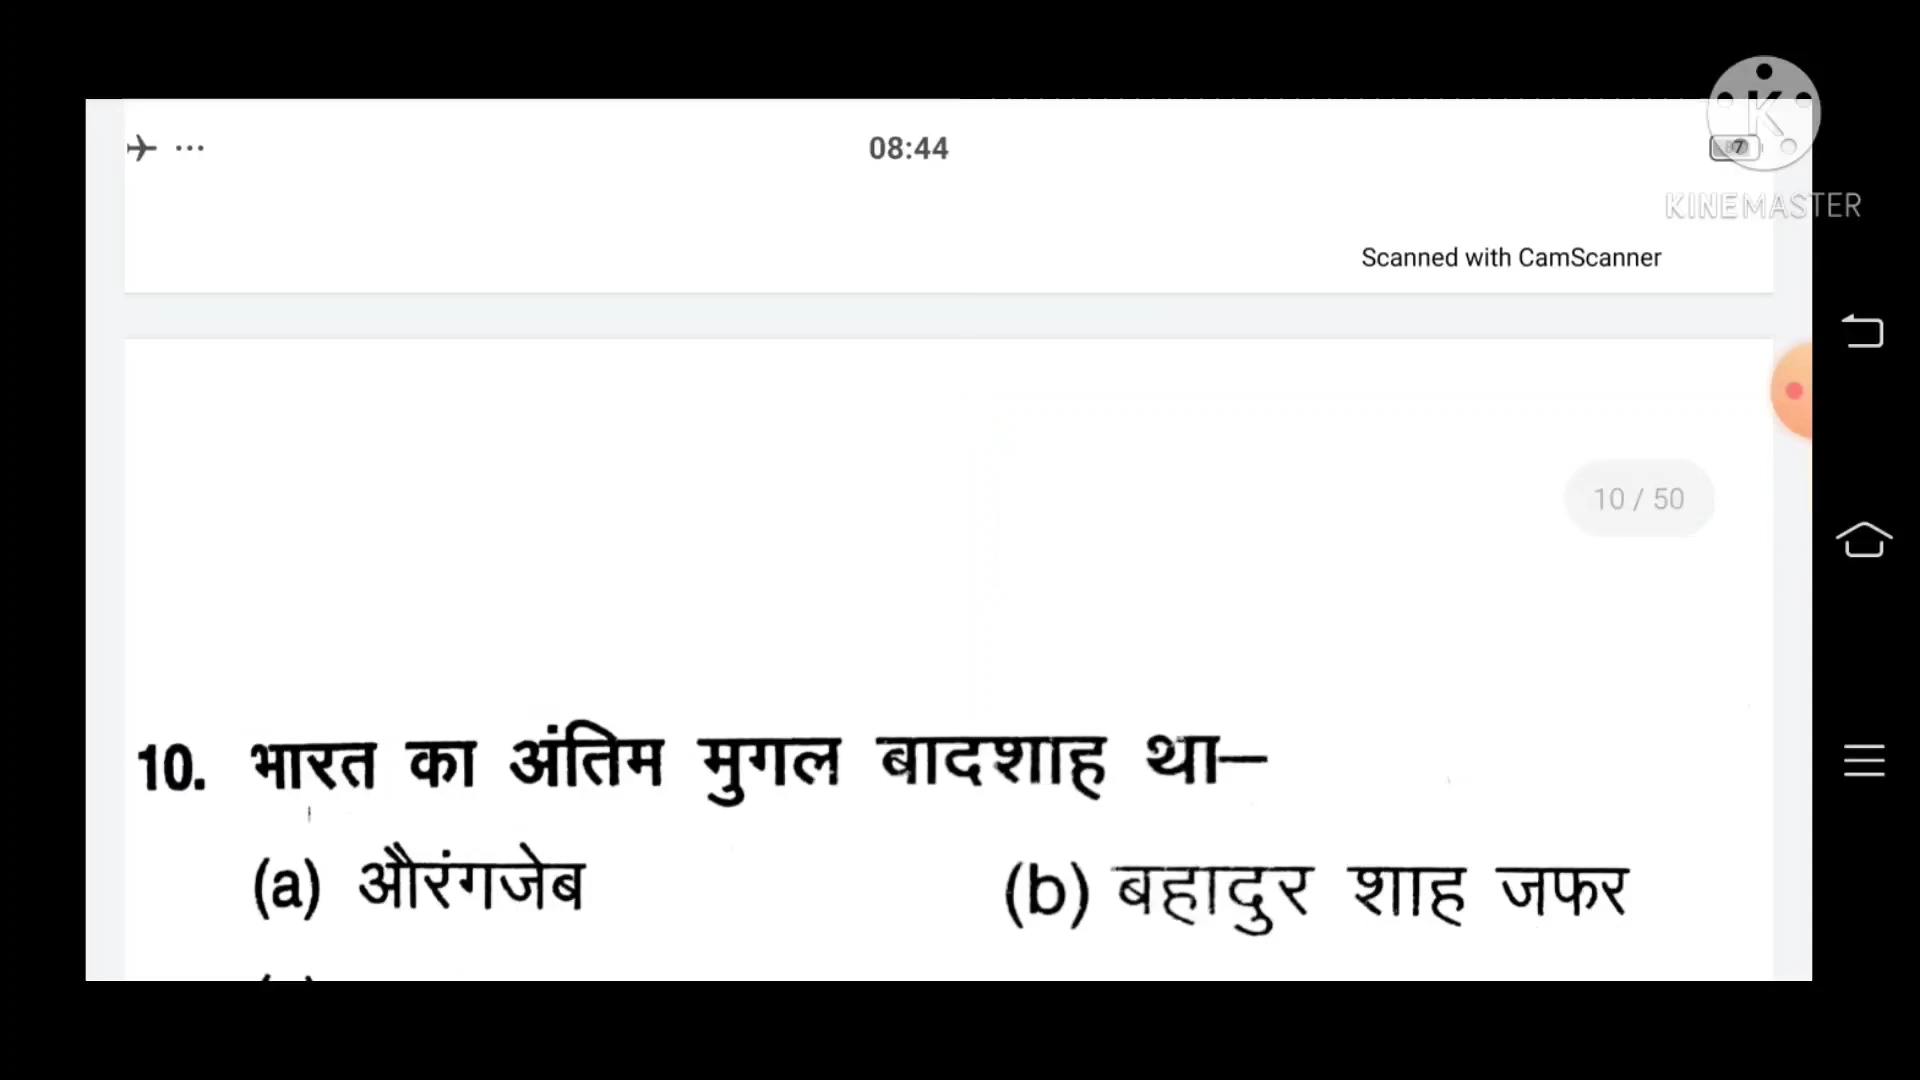 08:44
KINEMASTER
Scanned with CamScanner
10 / 50
10. भारत का अंतिम मुगल बादशाह था–
(a) औरंगजेब (b) बहादुर शाह जफर